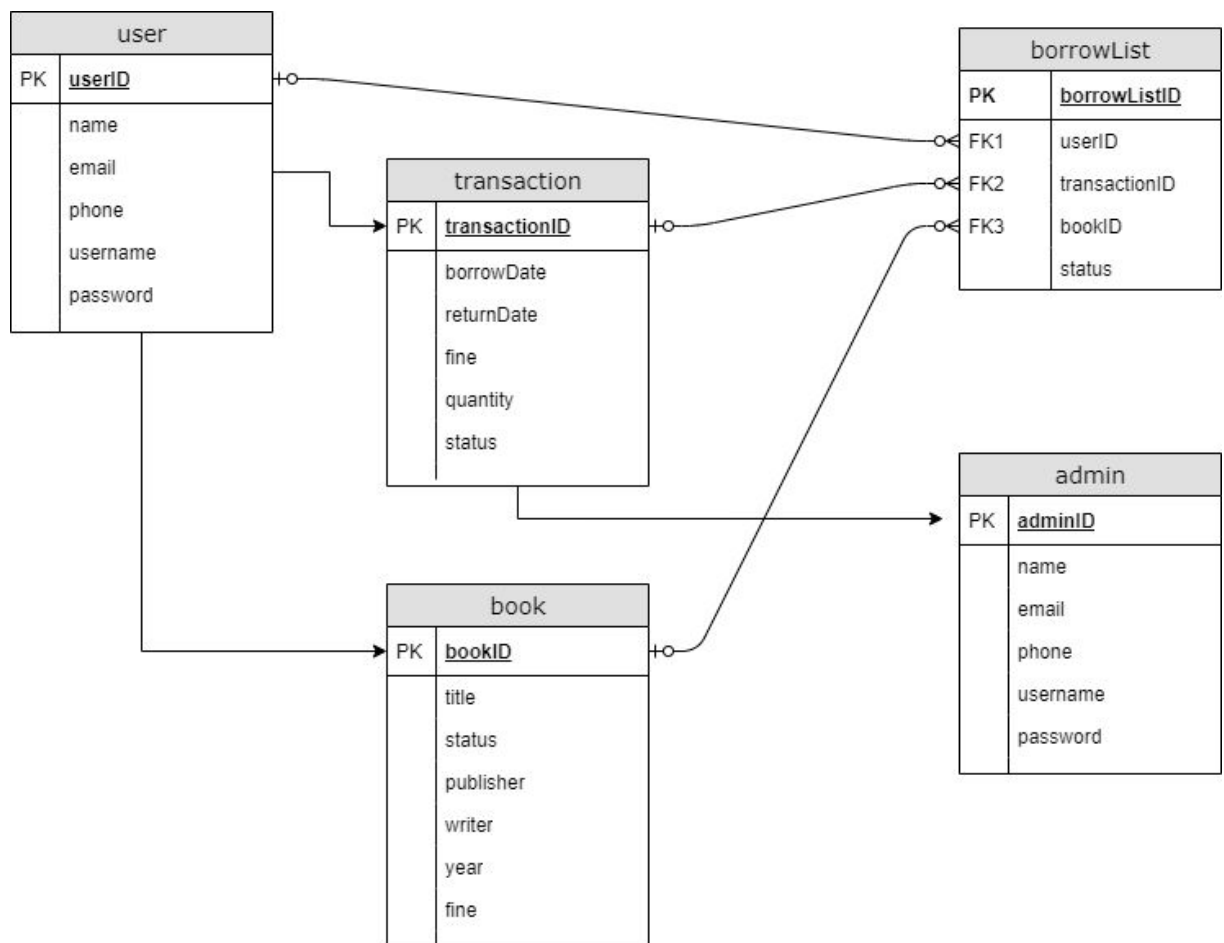 user
PK userID
name
email
phone
username
password
transaction
PK transactionID
borrowDate
returnDate
fine
quantity
status
borrowList
PK borrowListID
FK1 userID
FK2 transactionID
FK3 bookID
status
admin
PK adminID
name
email
phone
username
password
book
PK bookID
title
status
publisher
writer
year
fine